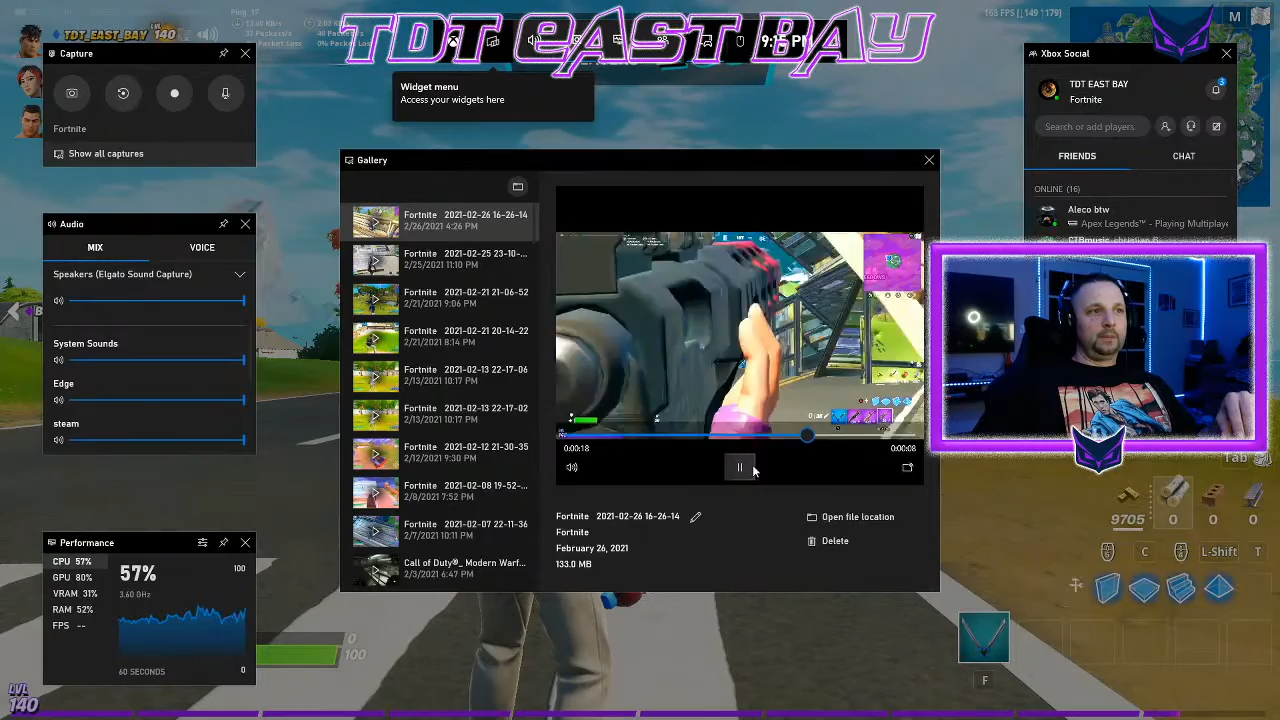 TDT EAST BAY
Ping: 17
TDT_EAST_BAY 140
168 FPS [ 149 | 179]
M
9:15 PM
Capture
Fortnite
Show all captures
Widget menu
Access your widgets here
Xbox Social
TDT EAST BAY
Fortnite
3
Search or add players
FRIENDS
CHAT
ONLINE (16)
Aleco btw
Apex Legends™ - Playing Multiplaye
Audio
MIX
VOICE
Speakers (Elgato Sound Capture)
System Sounds
Edge
steam
Gallery
Fortnite 2021-02-26 16-26-14
2/26/2021 4:26 PM
Fortnite 2021-02-25 23-10-...
2/25/2021 11:10 PM
Fortnite 2021-02-21 21-06-52
2/21/2021 9:06 PM
Fortnite 2021-02-21 20-14-22
2/21/2021 8:14 PM
Fortnite 2021-02-13 22-17-06
2/13/2021 10:17 PM
Fortnite 2021-02-13 22-17-02
2/13/2021 10:17 PM
Fortnite 2021-02-12 21-30-35
2/12/2021 9:30 PM
Fortnite 2021-02-08 19-52-...
2/8/2021 7:52 PM
Fortnite 2021-02-07 22-11-36
2/7/2021 10:11 PM
Call of Duty®_ Modern Warf...
2/3/2021 6:47 PM
0:00:18
0:00:08
Fortnite 2021-02-26 16-26-14
Fortnite
February 26, 2021
133.0 MB
Open file location
Delete
Performance
CPU 57%
GPU 80%
VRAM 31%
RAM 52%
FPS --
57%
3.60 GHz
100
60 SECONDS
0
0
100
LVL
140
Tab
9705
0
0
0
5
C
4
L-Shift
T
F